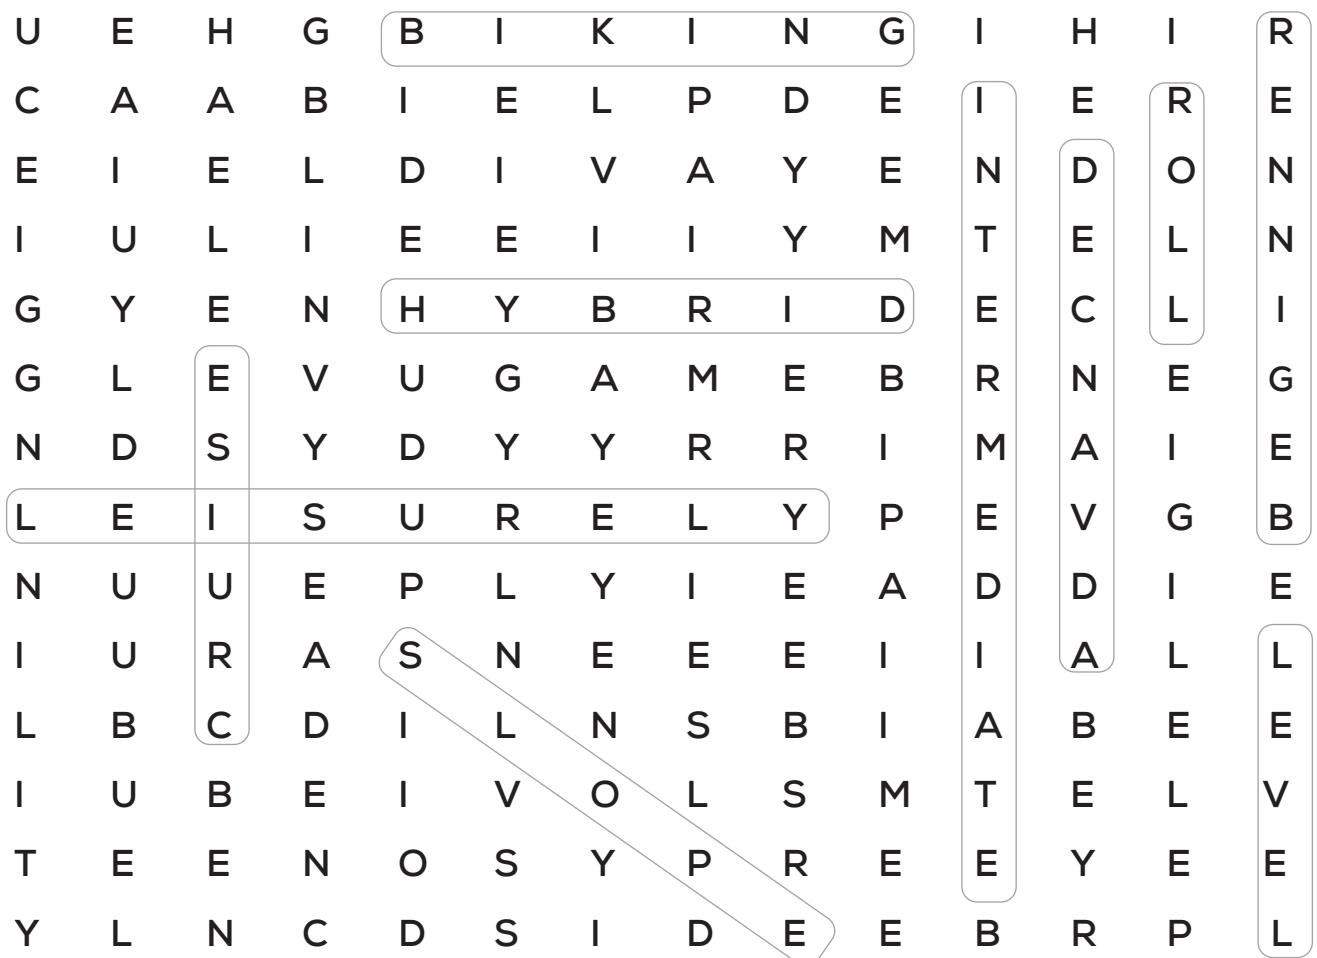 U E H G B I K I N G I H I R
C A A B I E L P D E I E R E
E I E L D I V A Y E N D O N
I U L I E E I I Y M T E L N
G Y E N H Y B R I D E C L I
G L E V U G A M E B R N E G
N D S Y D Y Y R R I M A I E
L E I S U R E L Y P E V G B
N U U E P L Y I E A D D I E
I U R A S N E E E I I A L L
L B C D I L N S B I A B E E
I U B E I V O L S M T E L V
T E E N O S Y P R E E Y E E
Y L N C D S I D E E B R P L